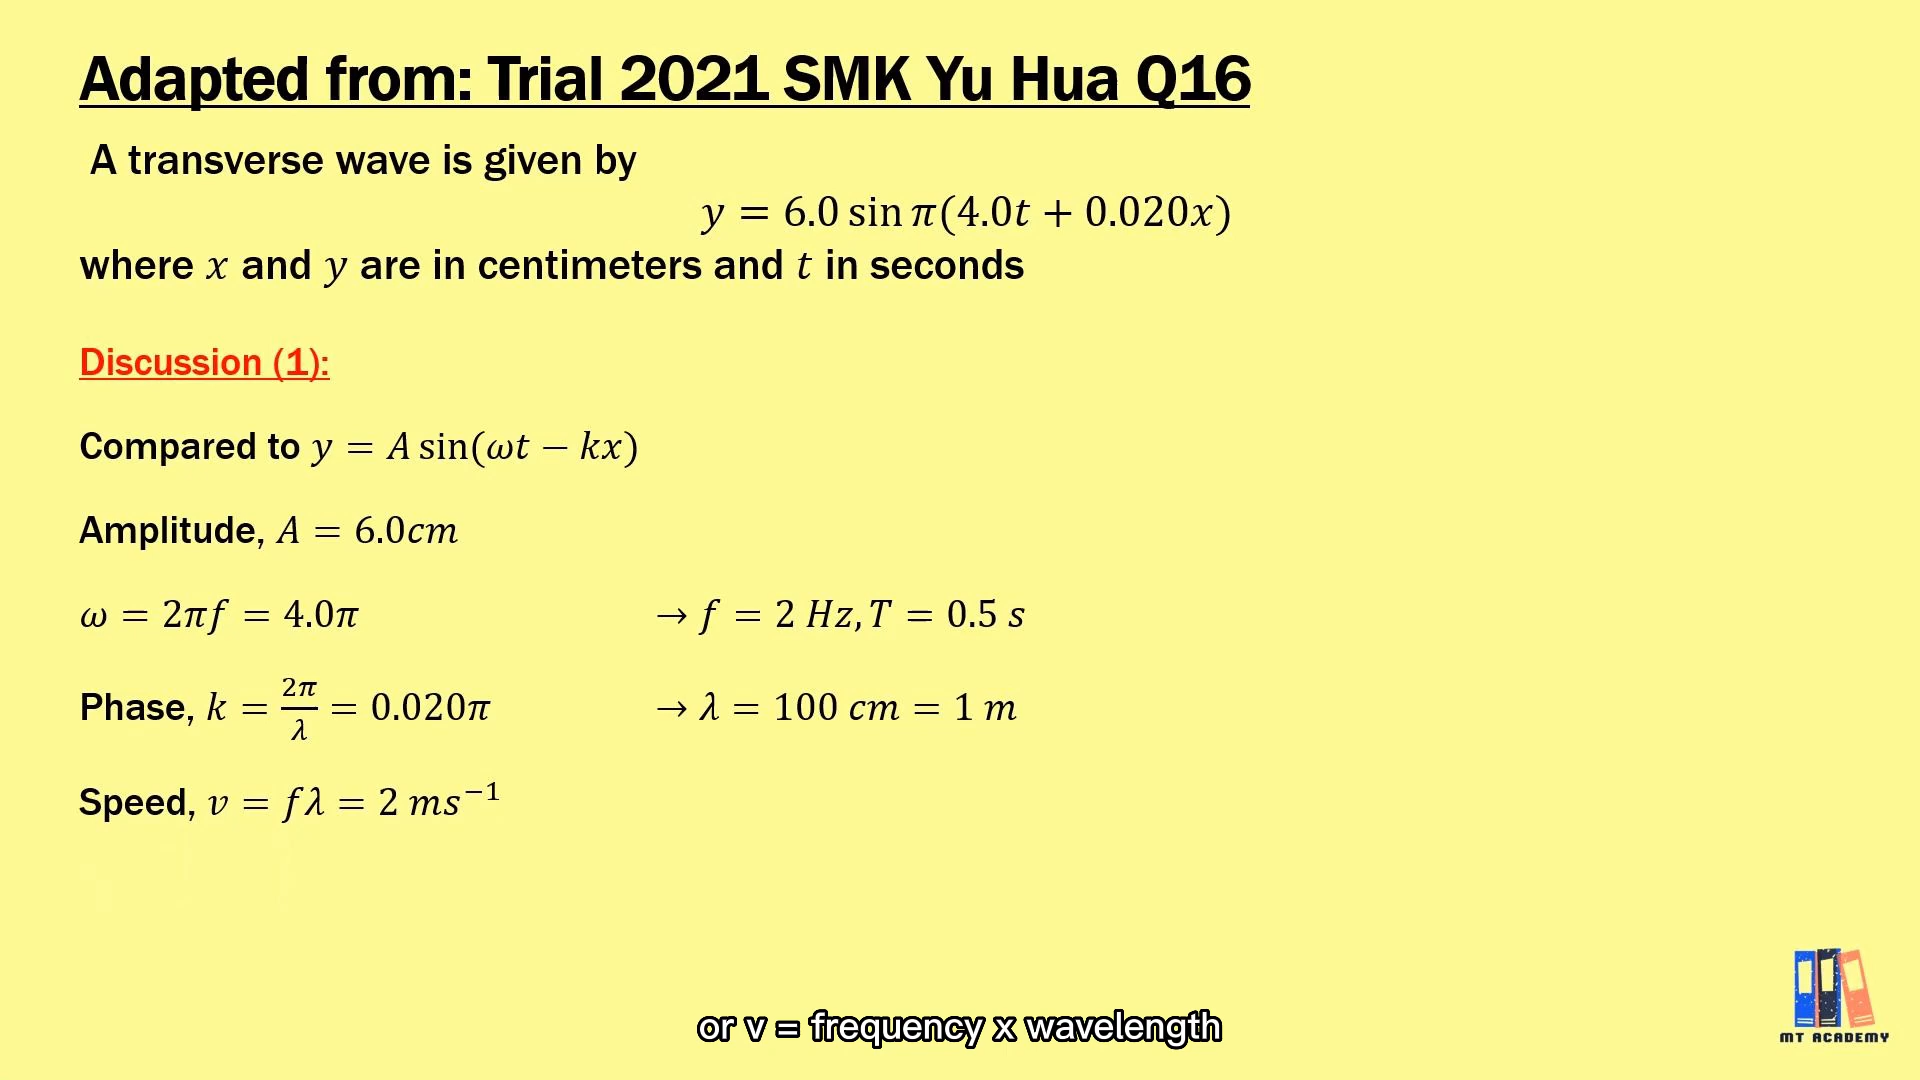 Adapted from: Trial 2021 SMK Yu Hua Q16
A transverse wave is given by
y = 6.0 sin π(4.0t + 0.020x)
where x and y are in centimeters and t in seconds
Discussion (1):
Compared to y = A sin(ωt − kx)
Amplitude, A = 6.0cm
ω = 2πf = 4.0π → f = 2 Hz, T = 0.5 s
Phase, k = 2π/λ = 0.020π → λ = 100 cm = 1 m
Speed, v = fλ = 2 ms⁻¹
or v = frequency x wavelength
MT ACADEMY